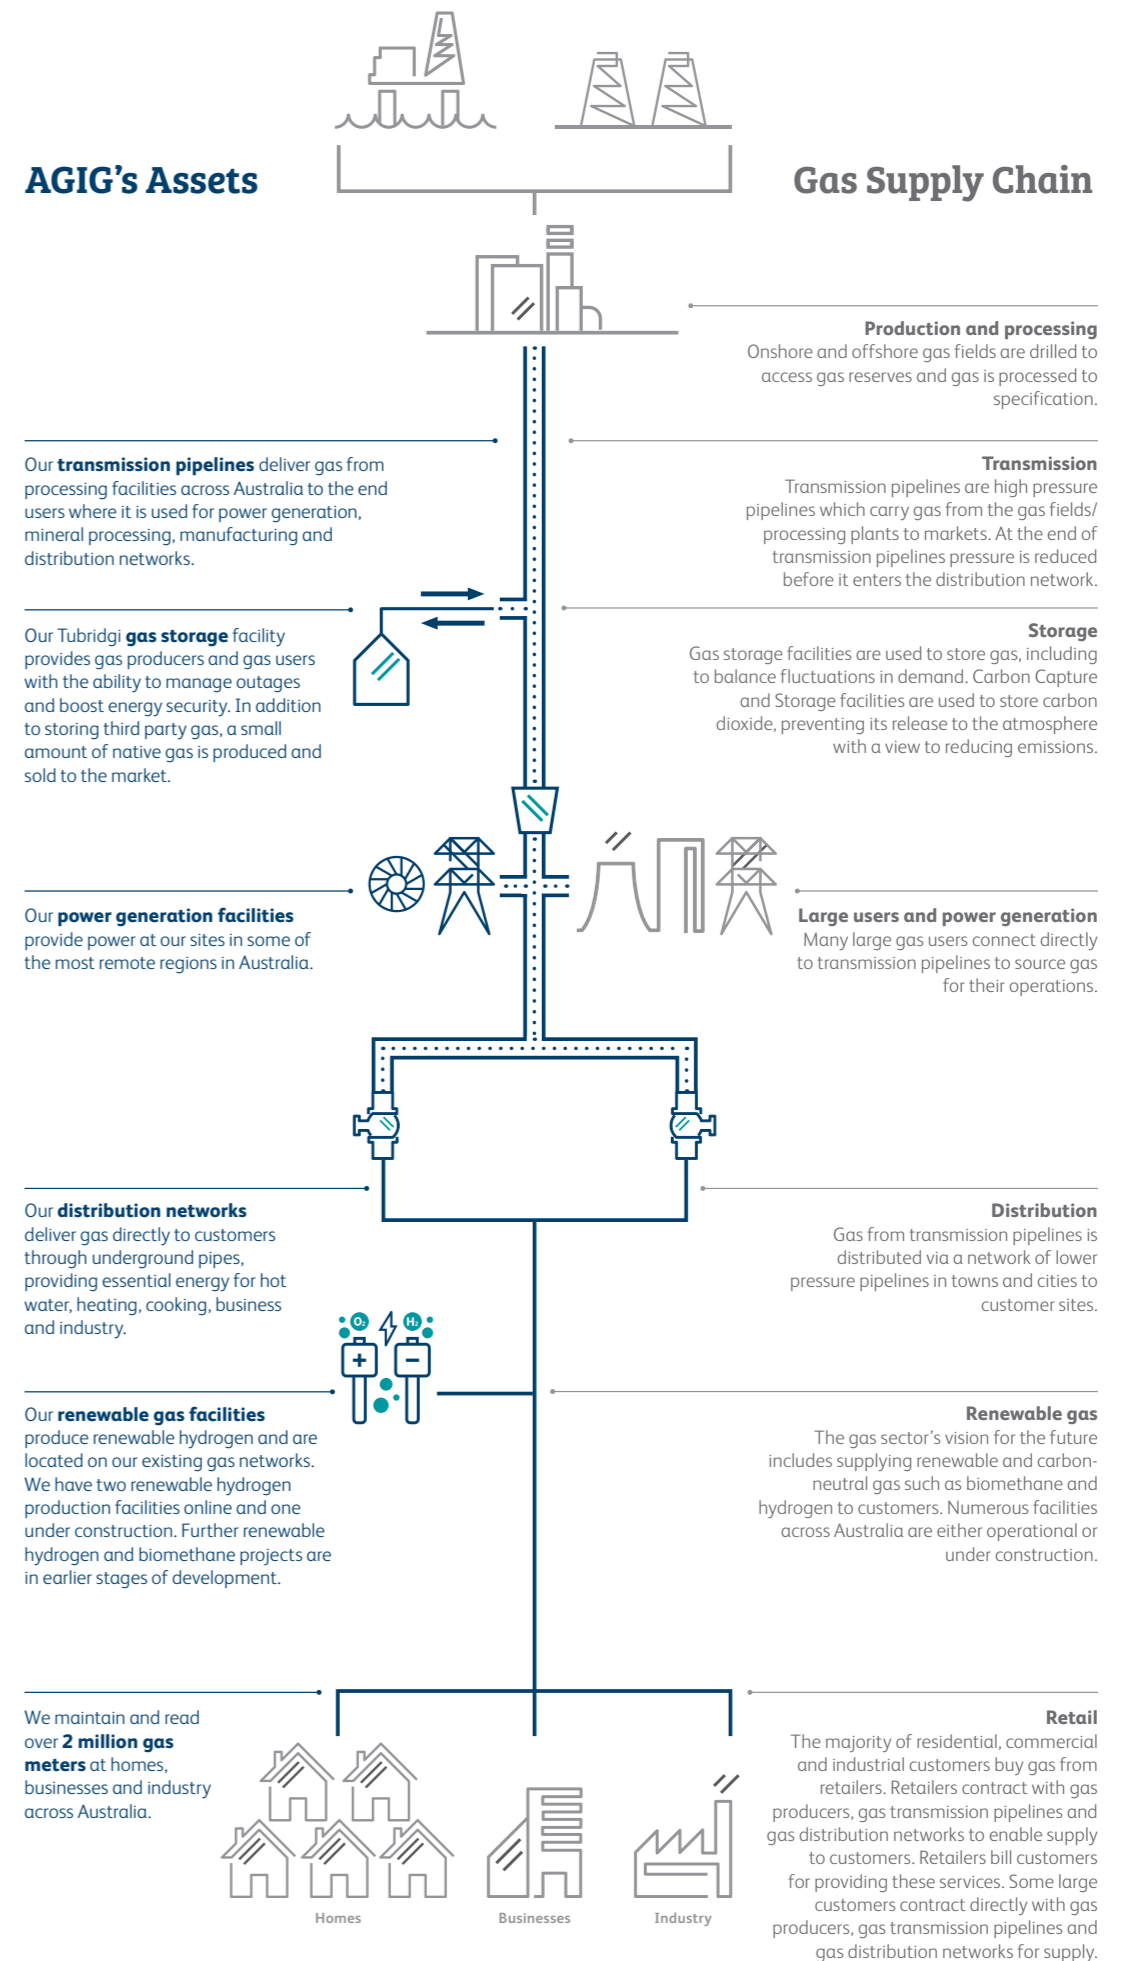 AGIG's Assets
Gas Supply Chain
Production and processing
Onshore and offshore gas fields are drilled to
access gas reserves and gas is processed to
specification.
Our transmission pipelines deliver gas from
processing facilities across Australia to the end
users where it is used for power generation,
mineral processing, manufacturing and
distribution networks.
Transmission
Transmission pipelines are high pressure
pipelines which carry gas from the gas fields/
processing plants to markets. At the end of
transmission pipelines pressure is reduced
before it enters the distribution network.
Our Tubridgi gas storage facility
provides gas producers and gas users
with the ability to manage outages
and boost energy security. In addition
to storing third party gas, a small
amount of native gas is produced and
sold to the market.
Storage
Gas storage facilities are used to store gas, including
to balance fluctuations in demand. Carbon Capture
and Storage facilities are used to store carbon
dioxide, preventing its release to the atmosphere
with a view to reducing emissions.
Our power generation facilities
provide power at our sites in some of
the most remote regions in Australia.
Large users and power generation
Many large gas users connect directly
to transmission pipelines to source gas
for their operations.
Our distribution networks
deliver gas directly to customers
through underground pipes,
providing essential energy for hot
water, heating, cooking, business
and industry.
Distribution
Gas from transmission pipelines is
distributed via a network of lower
pressure pipelines in towns and cities to
customer sites.
O₂ H₂
+ −
Our renewable gas facilities
produce renewable hydrogen and are
located on our existing gas networks.
We have two renewable hydrogen
production facilities online and one
under construction. Further renewable
hydrogen and biomethane projects are
in earlier stages of development.
Renewable gas
The gas sector's vision for the future
includes supplying renewable and carbon-
neutral gas such as biomethane and
hydrogen to customers. Numerous facilities
across Australia are either operational or
under construction.
We maintain and read
over 2 million gas
meters at homes,
businesses and industry
across Australia.
Retail
The majority of residential, commercial
and industrial customers buy gas from
retailers. Retailers contract with gas
producers, gas transmission pipelines and
gas distribution networks to enable supply
to customers. Retailers bill customers
for providing these services. Some large
customers contract directly with gas
producers, gas transmission pipelines and
gas distribution networks for supply.
Homes
Businesses
Industry